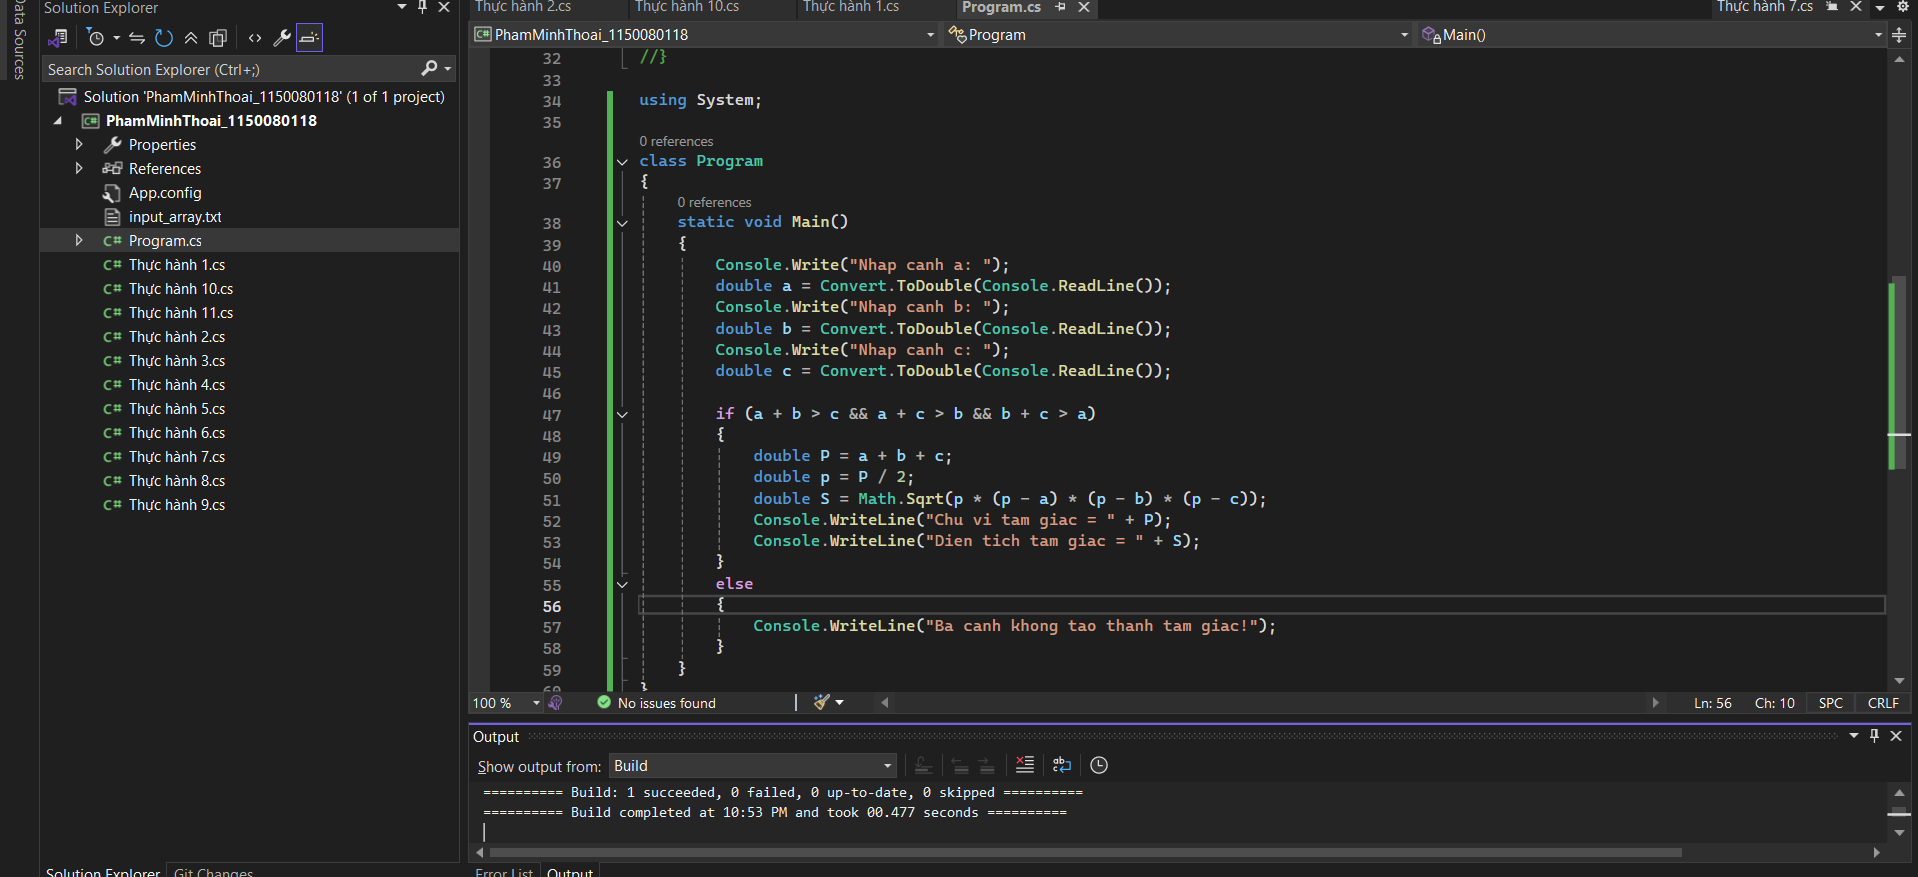 Data Sources
Solution Explorer
Search Solution Explorer (Ctrl+;)
Solution 'PhamMinhThoai_1150080118' (1 of 1 project)
PhamMinhThoai_1150080118
Properties
References
App.config
input_array.txt
C# Program.cs
C# Thực hành 1.cs
C# Thực hành 10.cs
C# Thực hành 11.cs
C# Thực hành 2.cs
C# Thực hành 3.cs
C# Thực hành 4.cs
C# Thực hành 5.cs
C# Thực hành 6.cs
C# Thực hành 7.cs
C# Thực hành 8.cs
C# Thực hành 9.cs
Solution Explorer Git Changes
Thực hành 2.cs Thực hành 10.cs Thực hành 1.cs Program.cs Thực hành 7.cs
C# PhamMinhThoai_1150080118 Program Main()
32 //}
33
34 using System;
35
0 references
36 class Program
37 {
0 references
38 static void Main()
39 {
40 Console.Write("Nhap canh a: ");
41 double a = Convert.ToDouble(Console.ReadLine());
42 Console.Write("Nhap canh b: ");
43 double b = Convert.ToDouble(Console.ReadLine());
44 Console.Write("Nhap canh c: ");
45 double c = Convert.ToDouble(Console.ReadLine());
46
47 if (a + b > c && a + c > b && b + c > a)
48 {
49 double P = a + b + c;
50 double p = P / 2;
51 double S = Math.Sqrt(p * (p - a) * (p - b) * (p - c));
52 Console.WriteLine("Chu vi tam giac = " + P);
53 Console.WriteLine("Dien tich tam giac = " + S);
54 }
55 else
56 {
57 Console.WriteLine("Ba canh khong tao thanh tam giac!");
58 }
59 }
60 }
100 % No issues found Ln: 56 Ch: 10 SPC CRLF
Output
Show output from: Build
========== Build: 1 succeeded, 0 failed, 0 up-to-date, 0 skipped ==========
========== Build completed at 10:53 PM and took 00.477 seconds ==========
Error List Output